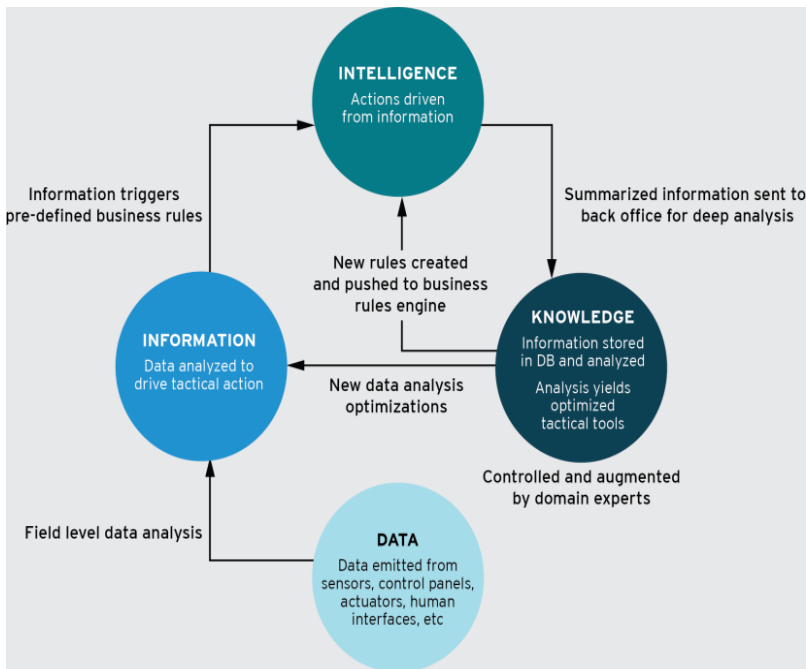 INTELLIGENCE
Actions driven
from information
Information triggers
pre-defined business rules
Summarized information sent to
back office for deep analysis
New rules created
and pushed to business
rules engine
INFORMATION
Data analyzed to
drive tactical action
KNOWLEDGE
Information stored
in DB and analyzed
Analysis yields
optimized
tactical tools
New data analysis
optimizations
Controlled and augmented
by domain experts
Field level data analysis
DATA
Data emitted from
sensors, control panels,
actuators, human
interfaces, etc